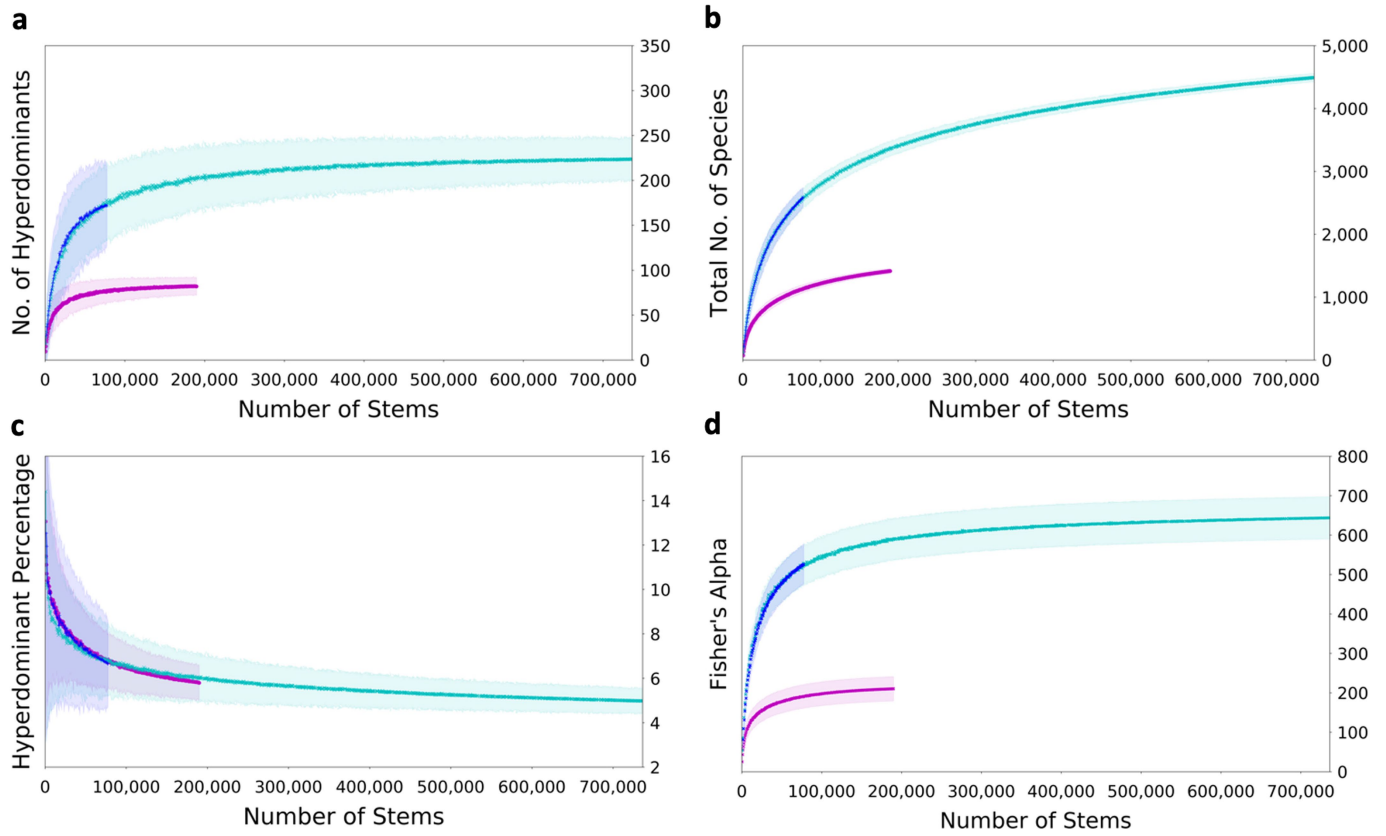 a
No. of Hyperdominants
350
300
250
200
150
100
50
0
0 100,000 200,000 300,000 400,000 500,000 600,000 700,000
Number of Stems
b
Total No. of Species
5,000
4,000
3,000
2,000
1,000
0
0 100,000 200,000 300,000 400,000 500,000 600,000 700,000
Number of Stems
c
Hyperdominant Percentage
16
14
12
10
8
6
4
2
0 100,000 200,000 300,000 400,000 500,000 600,000 700,000
Number of Stems
d
Fisher's Alpha
800
700
600
500
400
300
200
100
0
0 100,000 200,000 300,000 400,000 500,000 600,000 700,000
Number of Stems